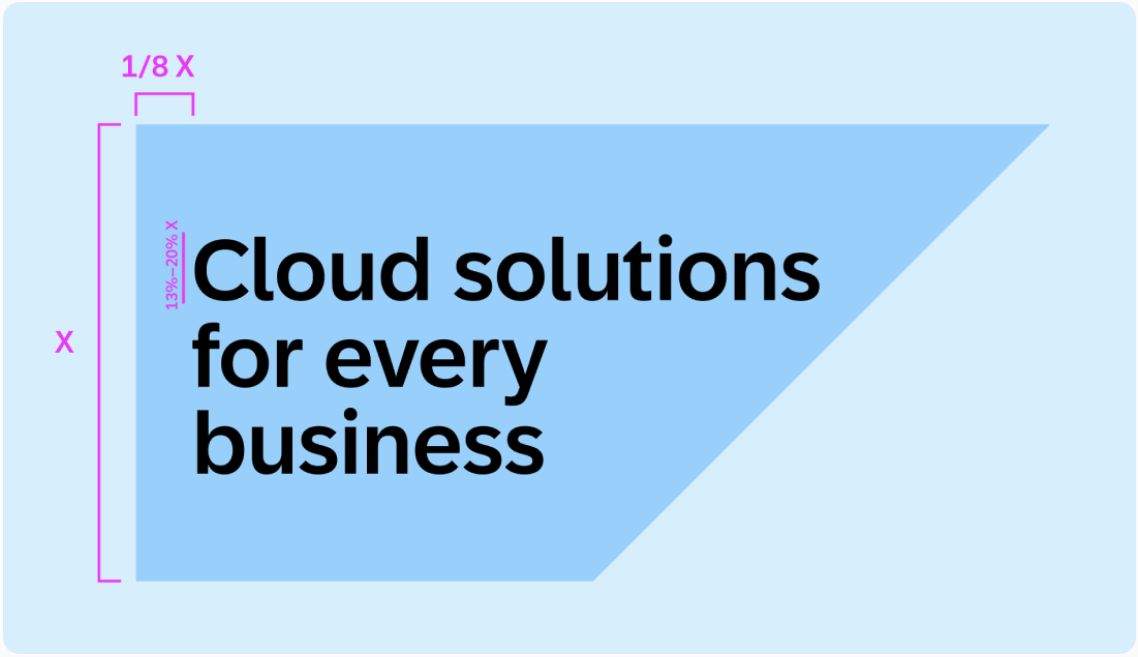 1/8 X
13%–20% X
Cloud solutions
for every
business
X